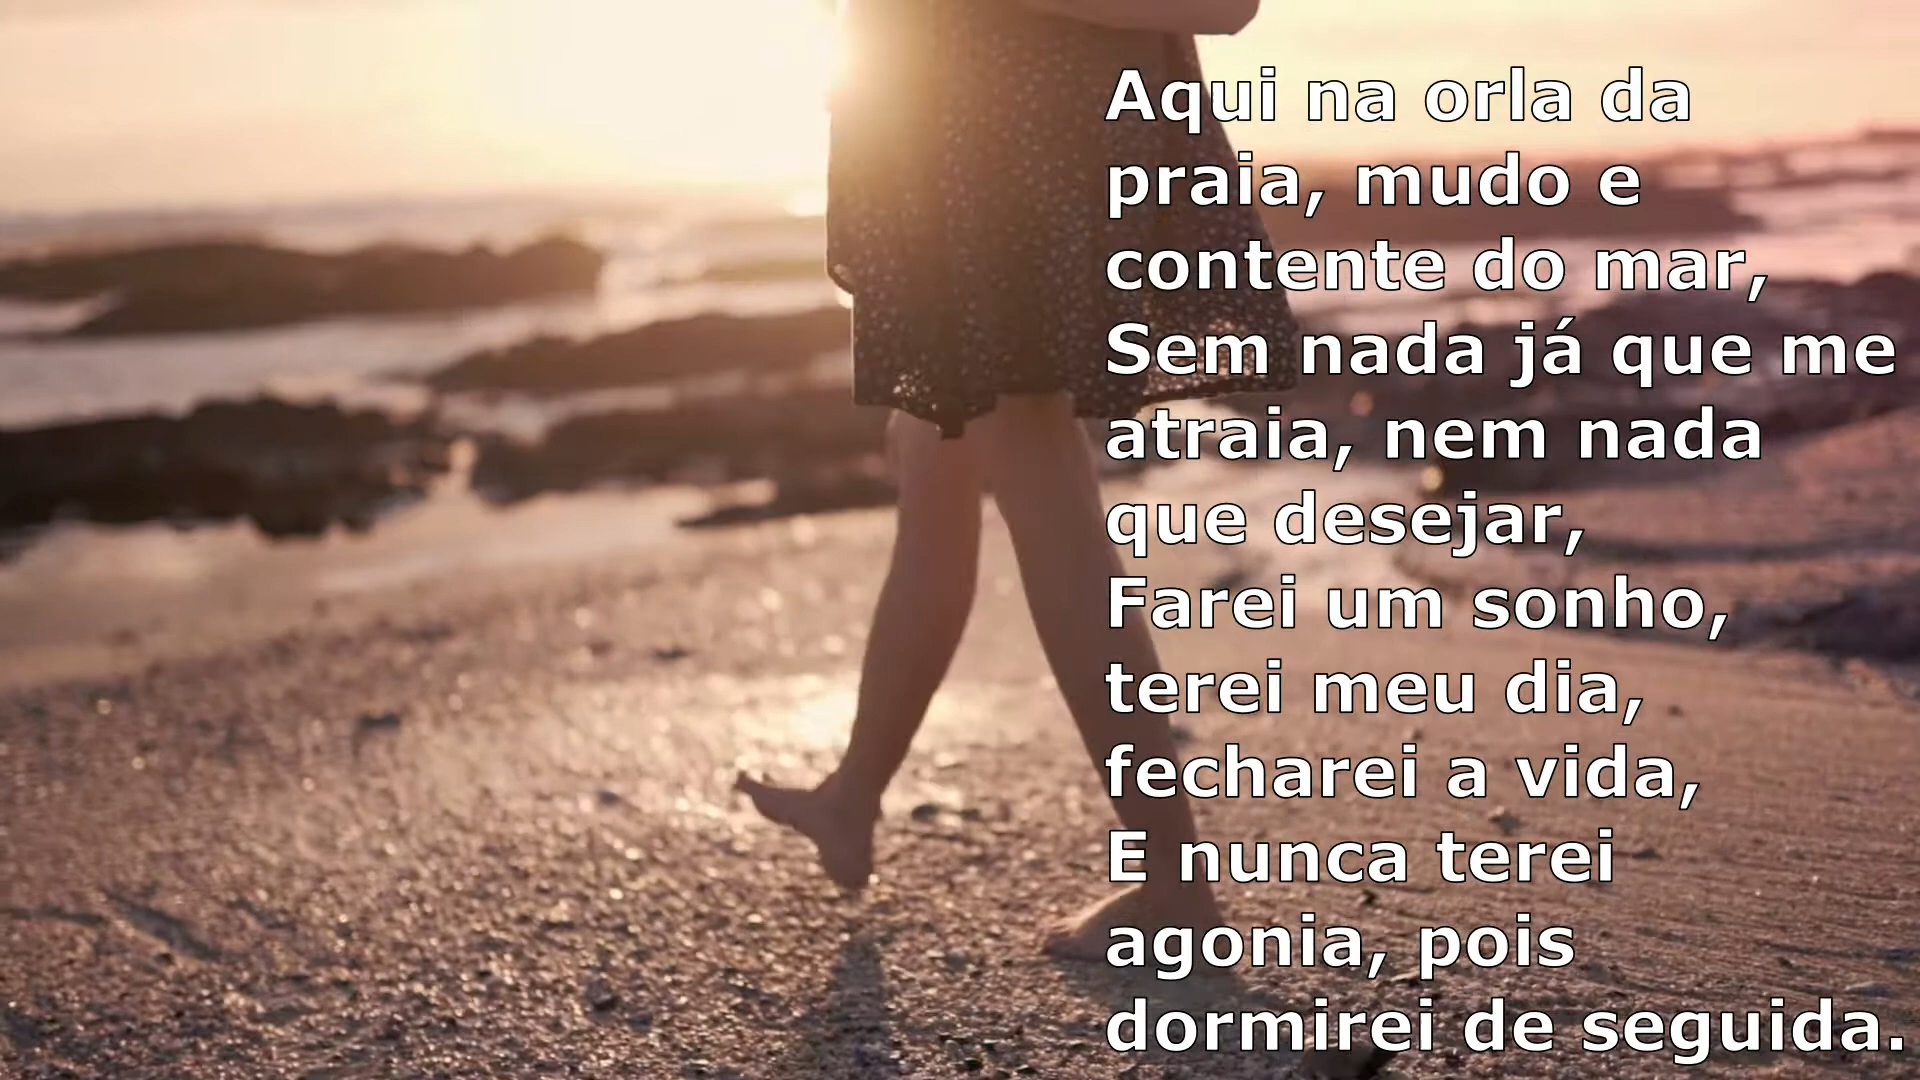 Aqui na orla da
praia, mudo e
contente do mar,
Sem nada já que me
atraia, nem nada
que desejar,
Farei um sonho,
terei meu dia,
fecharei a vida,
E nunca terei
agonia, pois
dormirei de seguida.